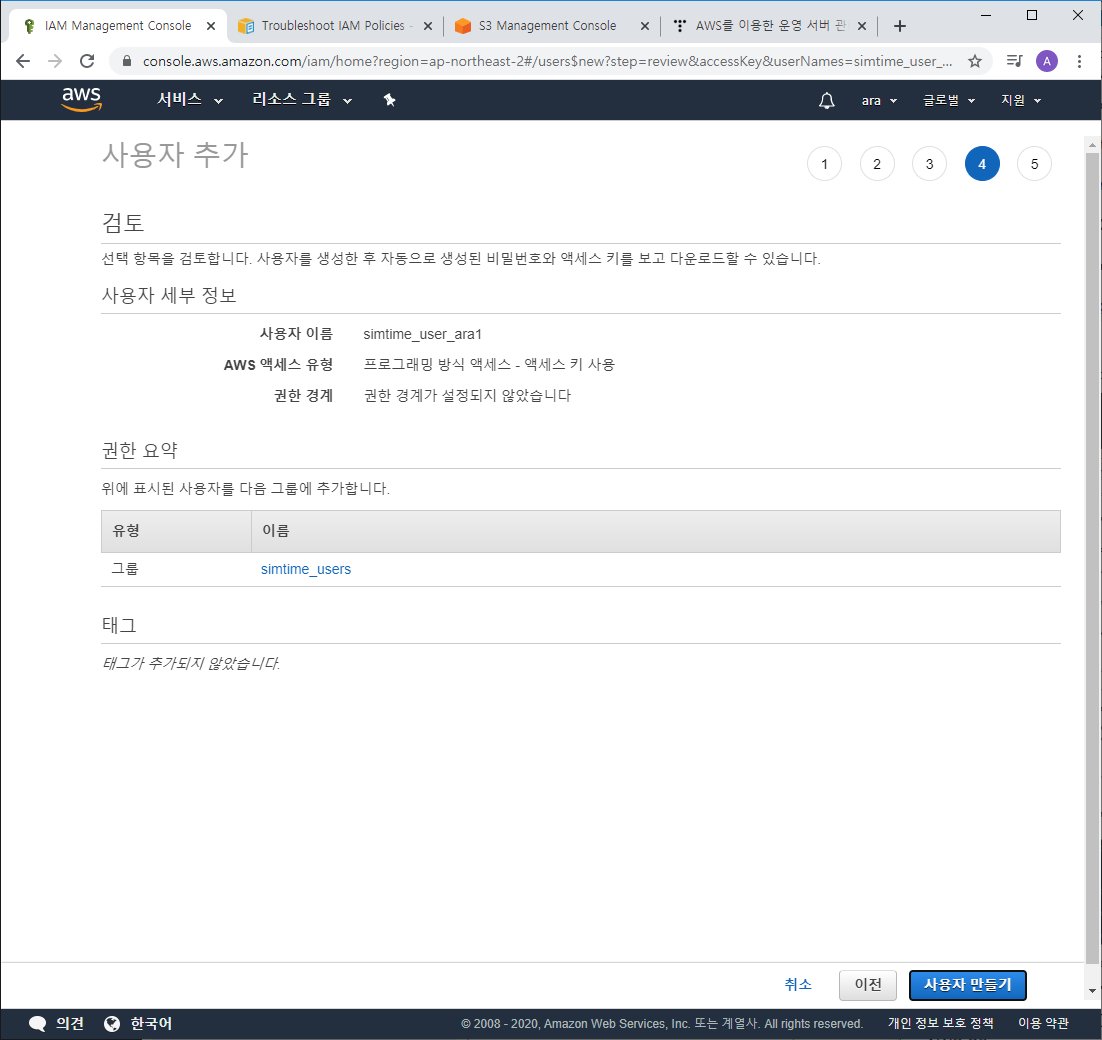 IAM Management Console
Troubleshoot IAM Policies -
S3 Management Console
AWS를 이용한 운영 서버 관
console.aws.amazon.com/iam/home?region=ap-northeast-2#/users$new?step=review&accessKey&userNames=simtime_user_...
A
aws 서비스 리소스 그룹 ara 글로벌 지원
사용자 추가
1 2 3 4 5
검토
선택 항목을 검토합니다. 사용자를 생성한 후 자동으로 생성된 비밀번호와 액세스 키를 보고 다운로드할 수 있습니다.
사용자 세부 정보
사용자 이름 simtime_user_ara1
AWS 액세스 유형 프로그래밍 방식 액세스 - 액세스 키 사용
권한 경계 권한 경계가 설정되지 않았습니다
권한 요약
위에 표시된 사용자를 다음 그룹에 추가합니다.
유형 이름
그룹 simtime_users
태그
태그가 추가되지 않았습니다.
취소 이전 사용자 만들기
의견 한국어 © 2008 - 2020, Amazon Web Services, Inc. 또는 계열사. All rights reserved. 개인 정보 보호 정책 이용 약관